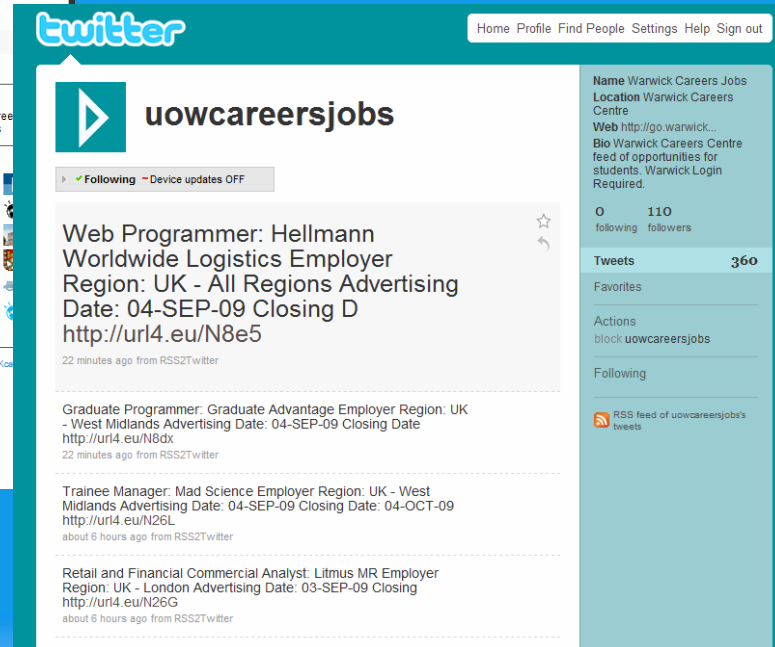 twitter
Home Profile Find People Settings Help Sign out
uowcareersjobs
Following Device updates OFF
Web Programmer: Hellmann
Worldwide Logistics Employer
Region: UK - All Regions Advertising
Date: 04-SEP-09 Closing D
http://url4.eu/N8e5
22 minutes ago from RSS2Twitter
Graduate Programmer: Graduate Advantage Employer Region: UK
- West Midlands Advertising Date: 04-SEP-09 Closing Date
http://url4.eu/N8dx
22 minutes ago from RSS2Twitter
Trainee Manager: Mad Science Employer Region: UK - West
Midlands Advertising Date: 04-SEP-09 Closing Date: 04-OCT-09
http://url4.eu/N26L
about 6 hours ago from RSS2Twitter
Retail and Financial Commercial Analyst: Litmus MR Employer
Region: UK - London Advertising Date: 03-SEP-09 Closing
http://url4.eu/N26G
about 6 hours ago from RSS2Twitter
Name Warwick Careers Jobs
Location Warwick Careers
Centre
Web http://go.warwick...
Bio Warwick Careers Centre
feed of opportunities for
students. Warwick Login
Required.
0 110
following followers
Tweets 360
Favorites
Actions
block uowcareersjobs
Following
RSS feed of uowcareersjobs's
tweets